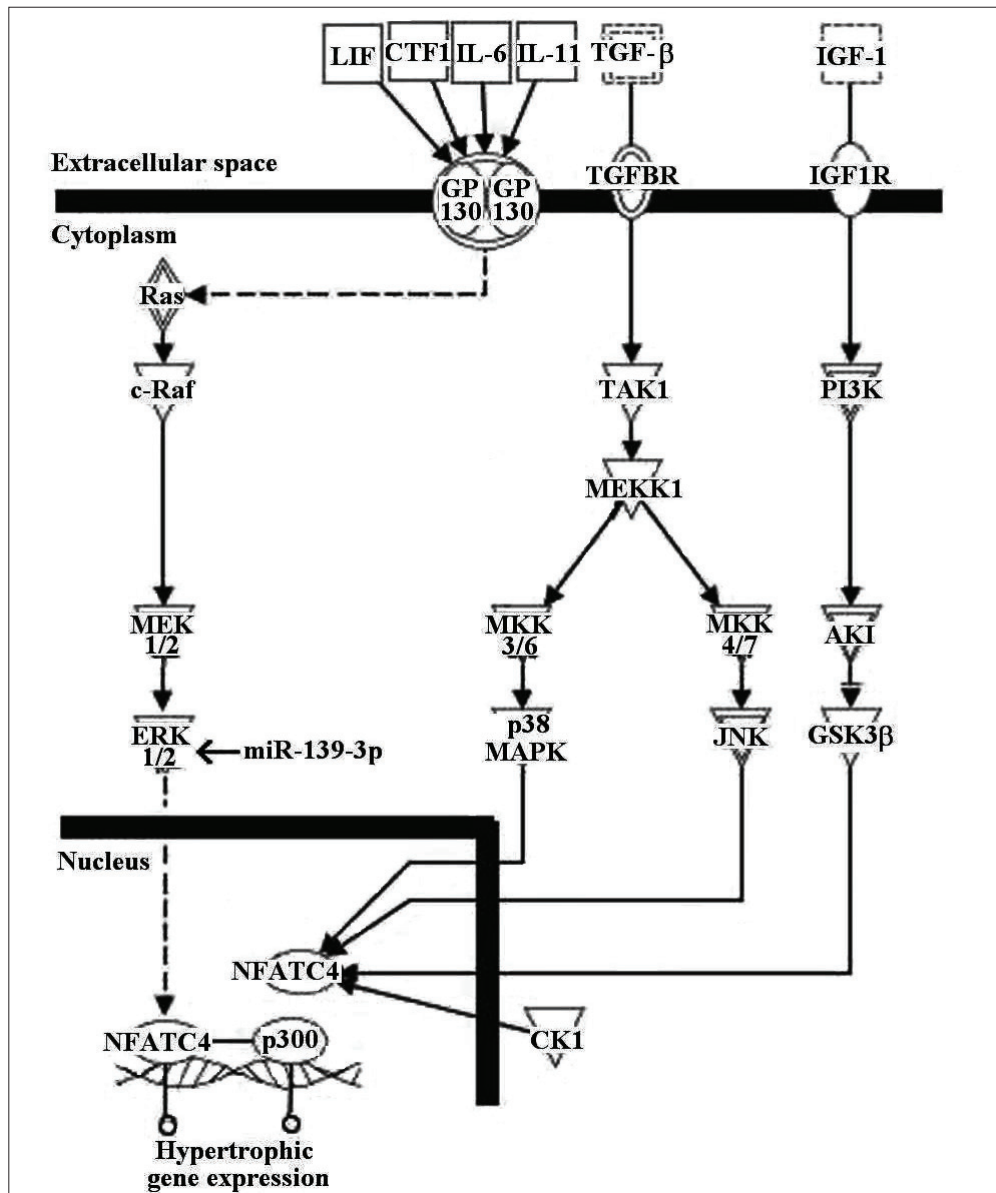 LIF CTF1 IL-6 IL-11 TGF-β IGF-1
Extracellular space
GP GP
130 130
TGFBR IGF1R
Cytoplasm
Ras
c-Raf TAK1 PI3K
MEKK1
MEK MKK MKK
1/2 3/6 4/7
AKI
ERK p38
1/2 MAPK
JNK GSK3β
miR-139-3p
Nucleus
NFATC4
CK1
NFATC4 p300
Hypertrophic
gene expression